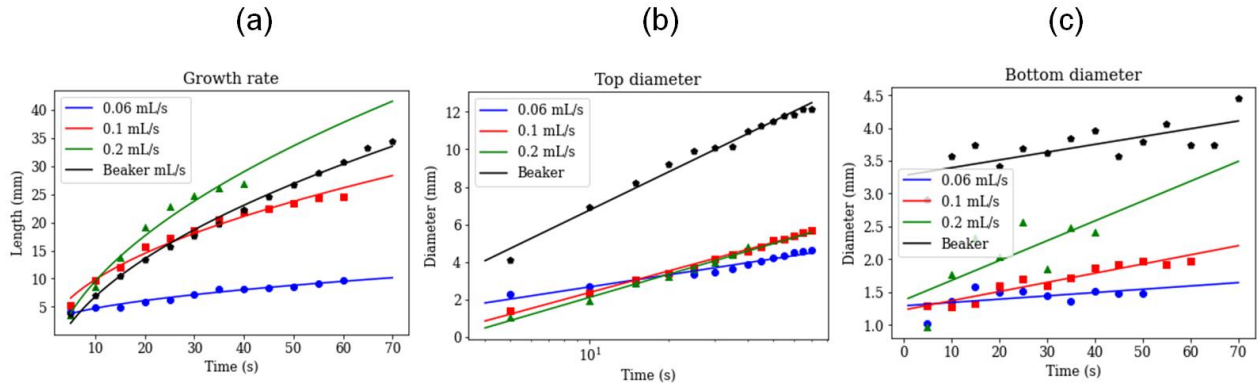 (a)
(b)
(c)
Growth rate
0.06 mL/s
0.1 mL/s
0.2 mL/s
Beaker mL/s
Length (mm)
40
35
30
25
20
15
10
5
10 20 30 40 50 60 70
Time (s)
Top diameter
0.06 mL/s
0.1 mL/s
0.2 mL/s
Beaker
Diameter (mm)
12
10
8
6
4
2
0
10¹
Time (s)
Bottom diameter
0.06 mL/s
0.1 mL/s
0.2 mL/s
Beaker
Diameter (mm)
4.5
4.0
3.5
3.0
2.5
2.0
1.5
1.0
0 10 20 30 40 50 60 70
Time (s)